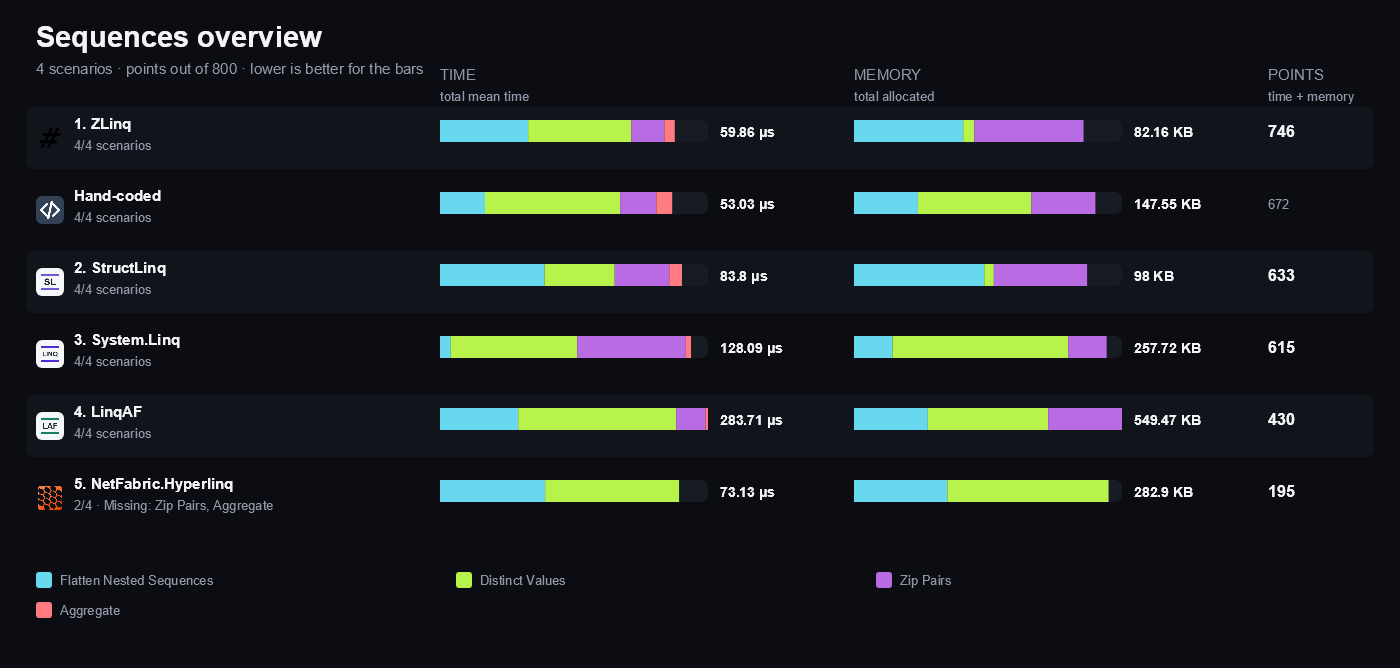 Sequences overview
4 scenarios · points out of 800 · lower is better for the bars
TIME
total mean time
MEMORY
total allocated
POINTS
time + memory
#
1. ZLinq
4/4 scenarios
59.86 µs
82.16 KB
746
</>
Hand-coded
4/4 scenarios
53.03 µs
147.55 KB
672
SL
2. StructLinq
4/4 scenarios
83.8 µs
98 KB
633
LINQ
3. System.Linq
4/4 scenarios
128.09 µs
257.72 KB
615
LAF
4. LinqAF
4/4 scenarios
283.71 µs
549.47 KB
430
5. NetFabric.Hyperlinq
2/4 · Missing: Zip Pairs, Aggregate
73.13 µs
282.9 KB
195
Flatten Nested Sequences
Distinct Values
Zip Pairs
Aggregate